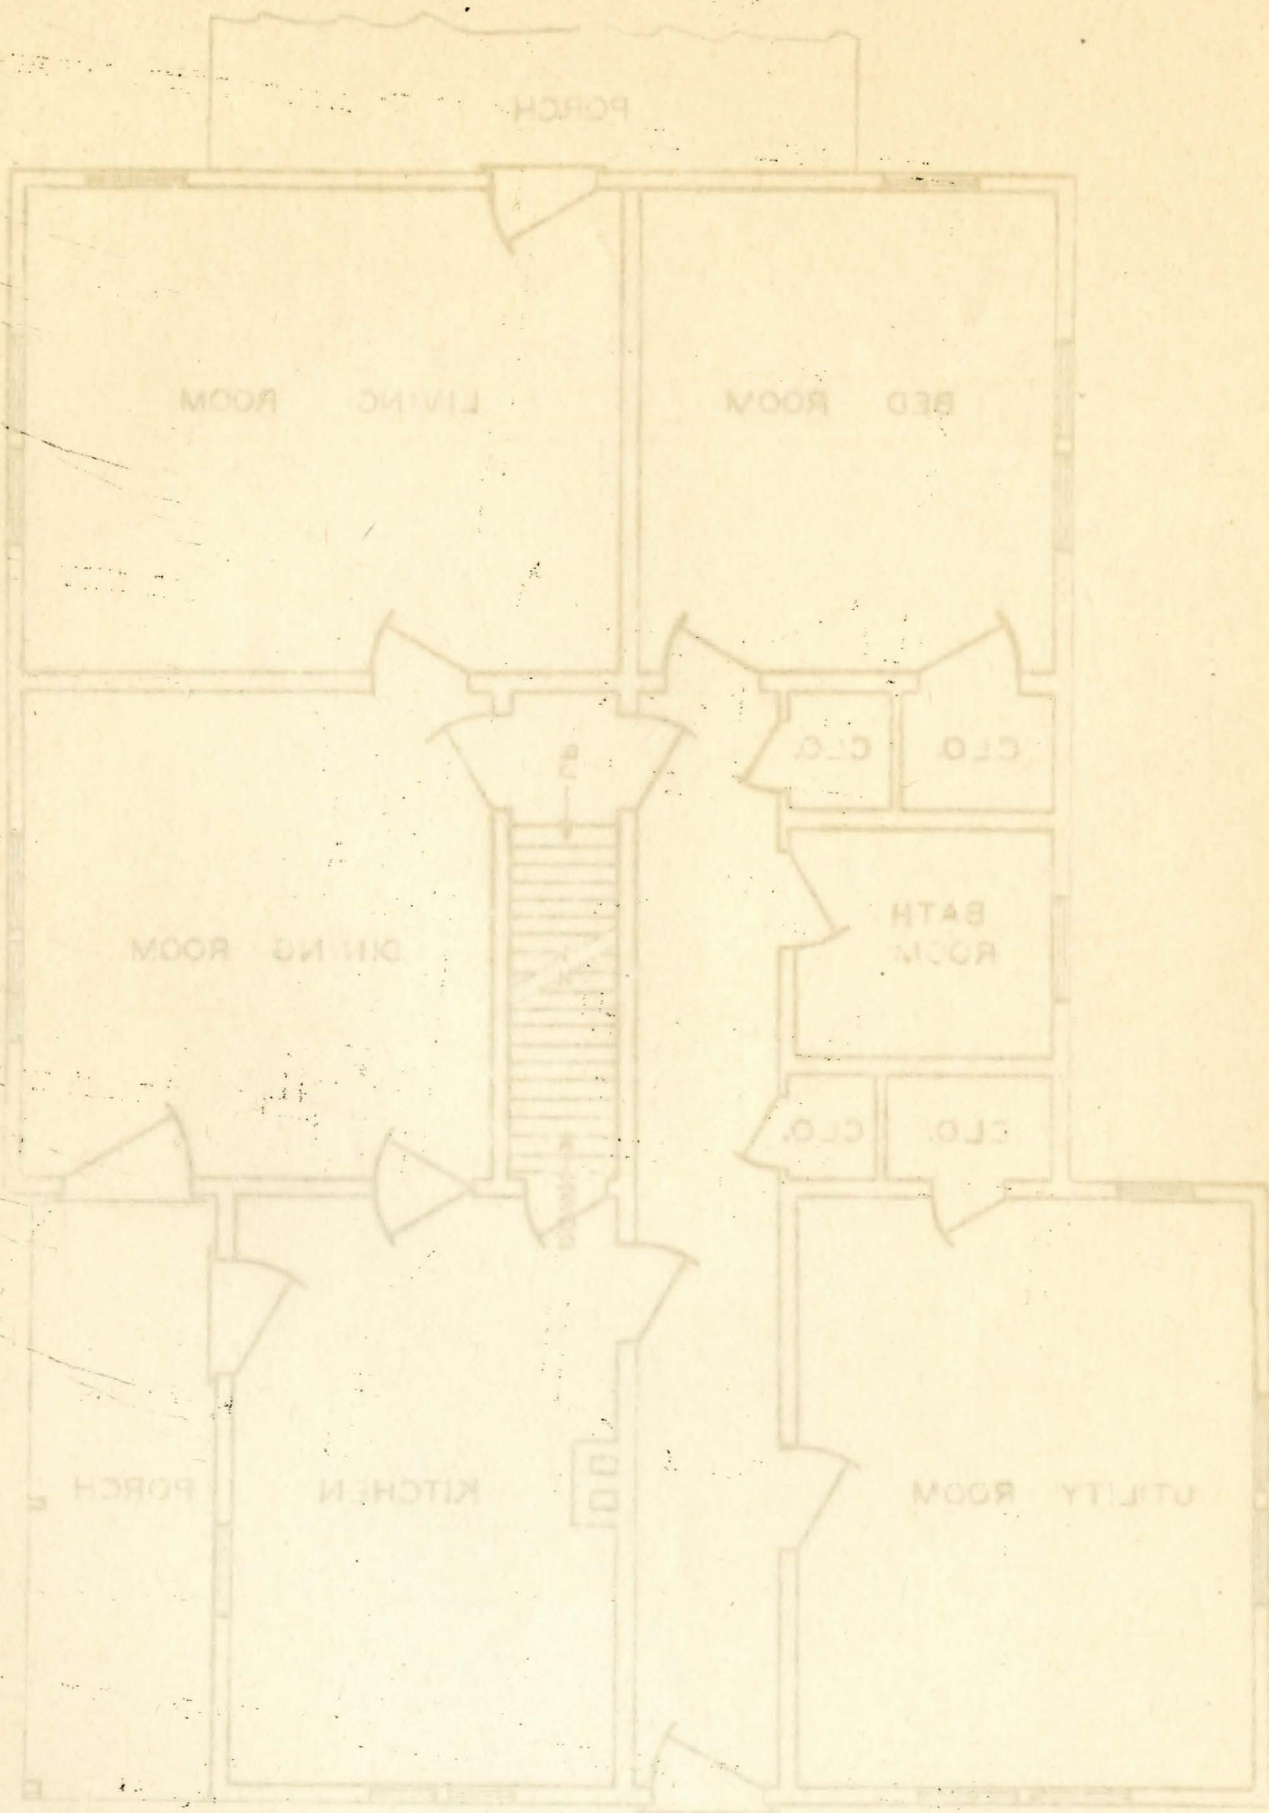 PORCH
LIVING ROOM
BED ROOM
UP
CLO.
CLO.
DINING ROOM
BATH
ROOM
CLO.
CLO.
DOWN
PORCH
KITCHEN
UTILITY ROOM